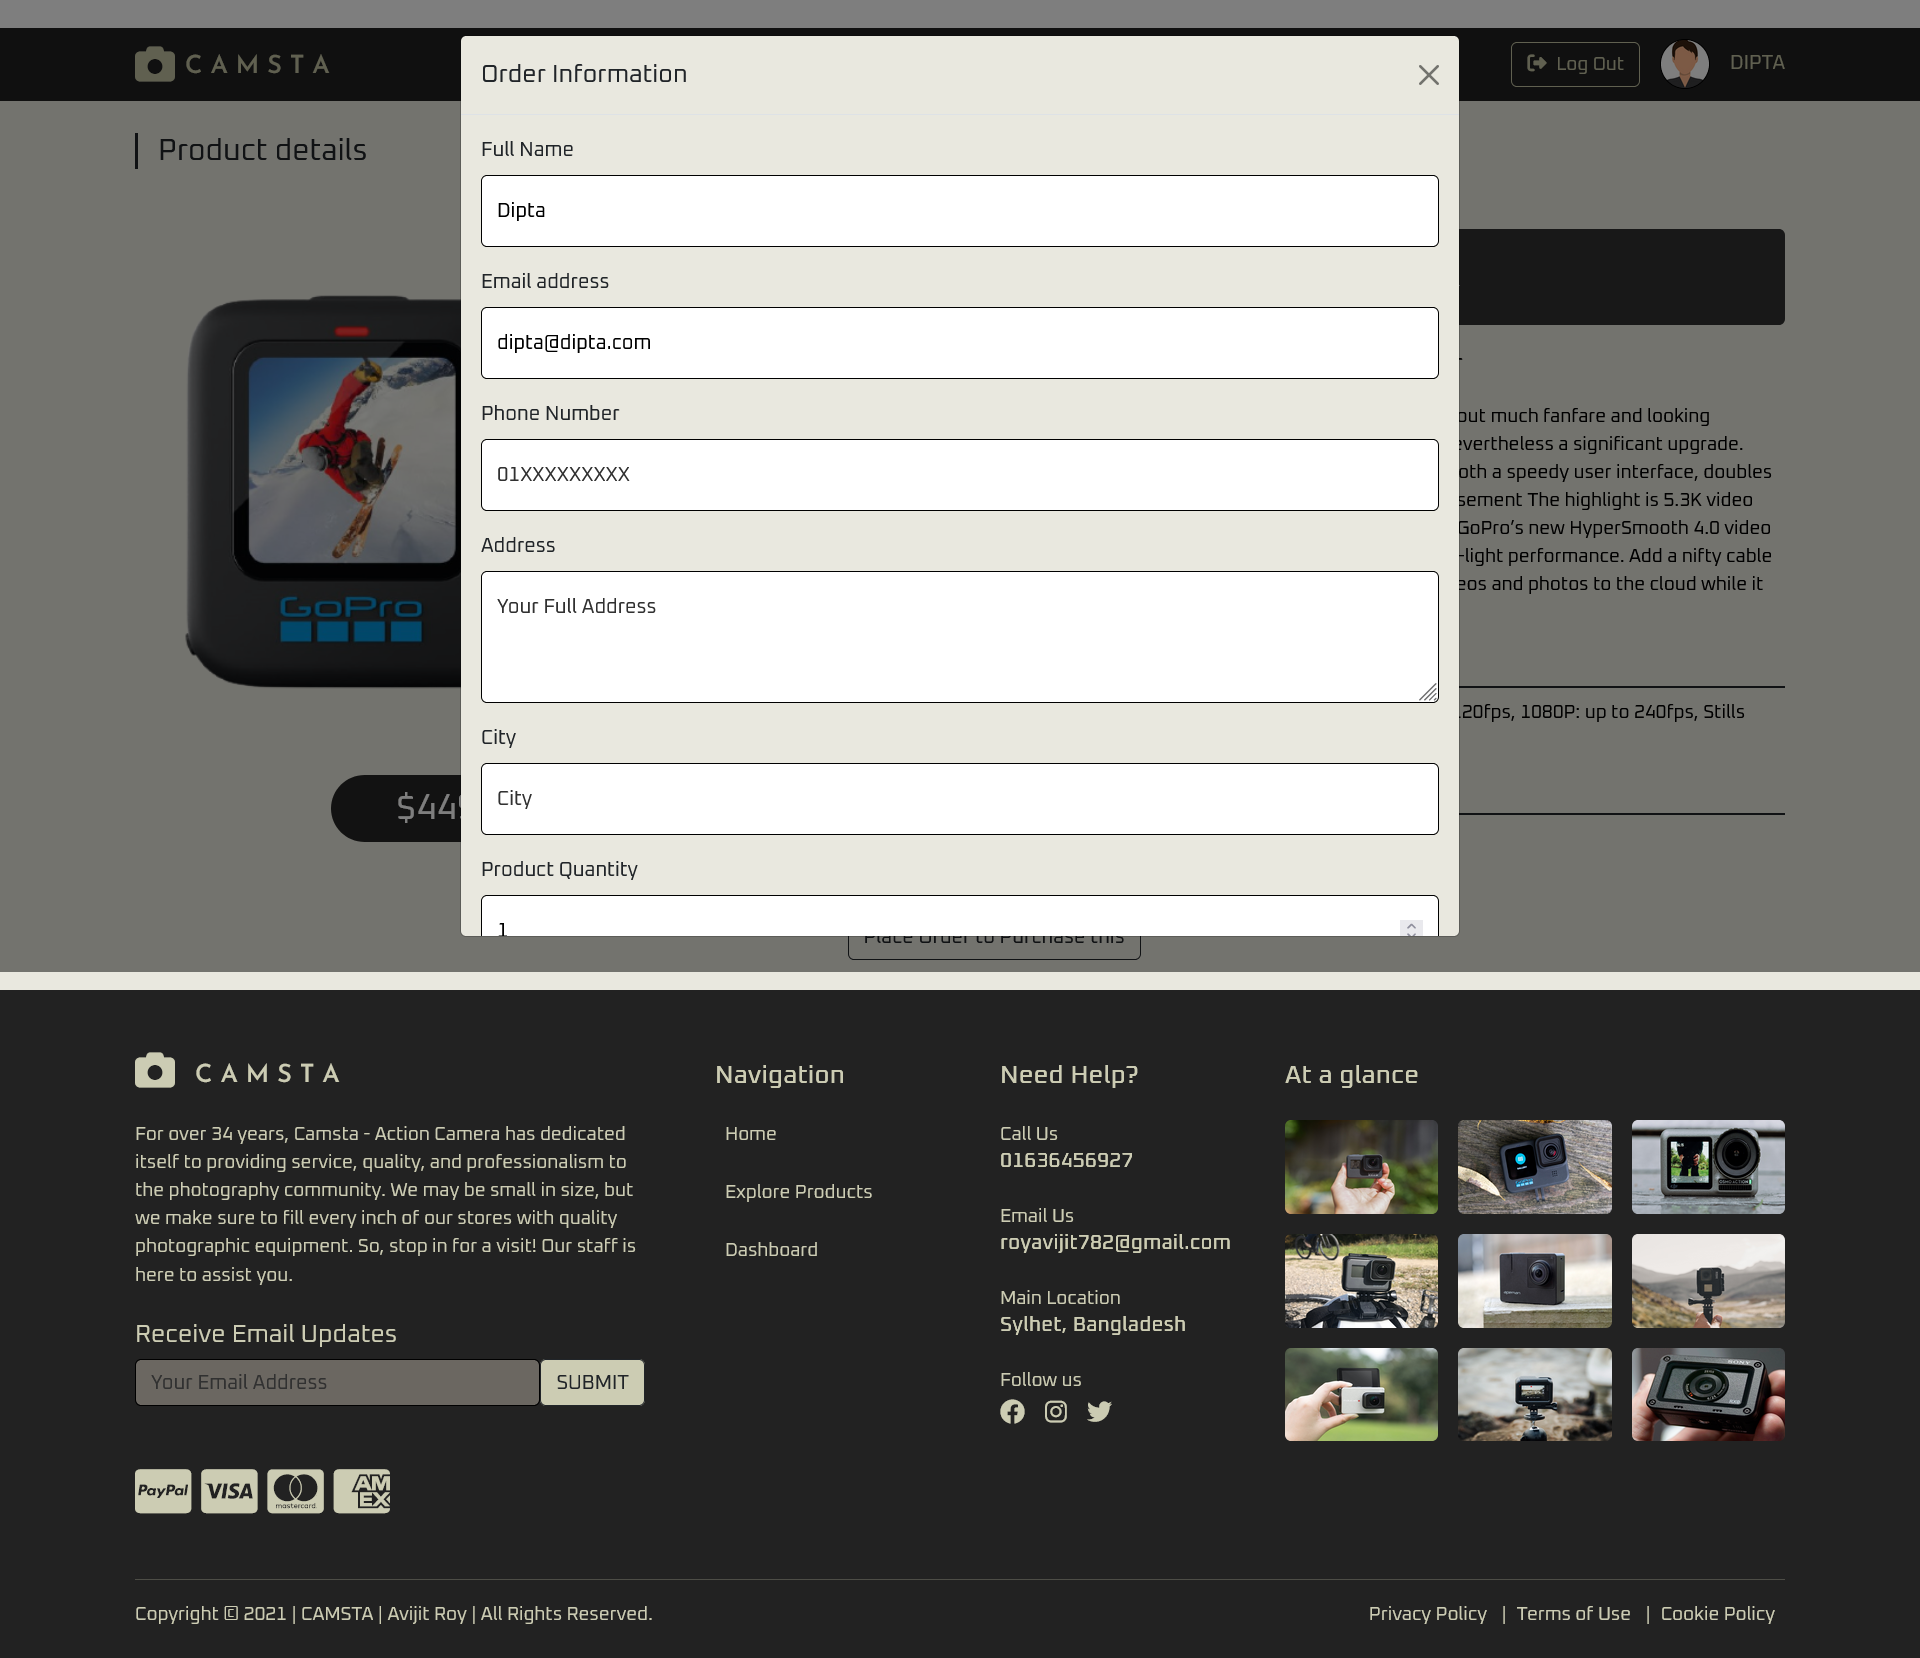 CAMSTA
Order Information
Log Out
DIPTA
Product details
Full Name
Dipta
Email address
dipta@dipta.com
Phone Number
01XXXXXXXXX
Address
Your Full Address
City
City
Product Quantity
1
GoPro
out much fanfare and looking
evertheless a significant upgrade.
oth a speedy user interface, doubles
sement The highlight is 5.3K video
GoPro’s new HyperSmooth 4.0 video
-light performance. Add a nifty cable
eos and photos to the cloud while it
20fps, 1080P: up to 240fps, Stills
$44
Place Order to Purchase this
CAMSTA
For over 34 years, Camsta - Action Camera has dedicated
itself to providing service, quality, and professionalism to
the photography community. We may be small in size, but
we make sure to fill every inch of our stores with quality
photographic equipment. So, stop in for a visit! Our staff is
here to assist you.
Receive Email Updates
Your Email Address
SUBMIT
PayPal
VISA
mastercard
AM
EX
Navigation
Home
Explore Products
Dashboard
Need Help?
Call Us
01636456927
Email Us
royavijit782@gmail.com
Main Location
Sylhet, Bangladesh
Follow us
At a glance
OSMO ACTION
SONY
Copyright © 2021 | CAMSTA | Avijit Roy | All Rights Reserved.
Privacy Policy | Terms of Use | Cookie Policy